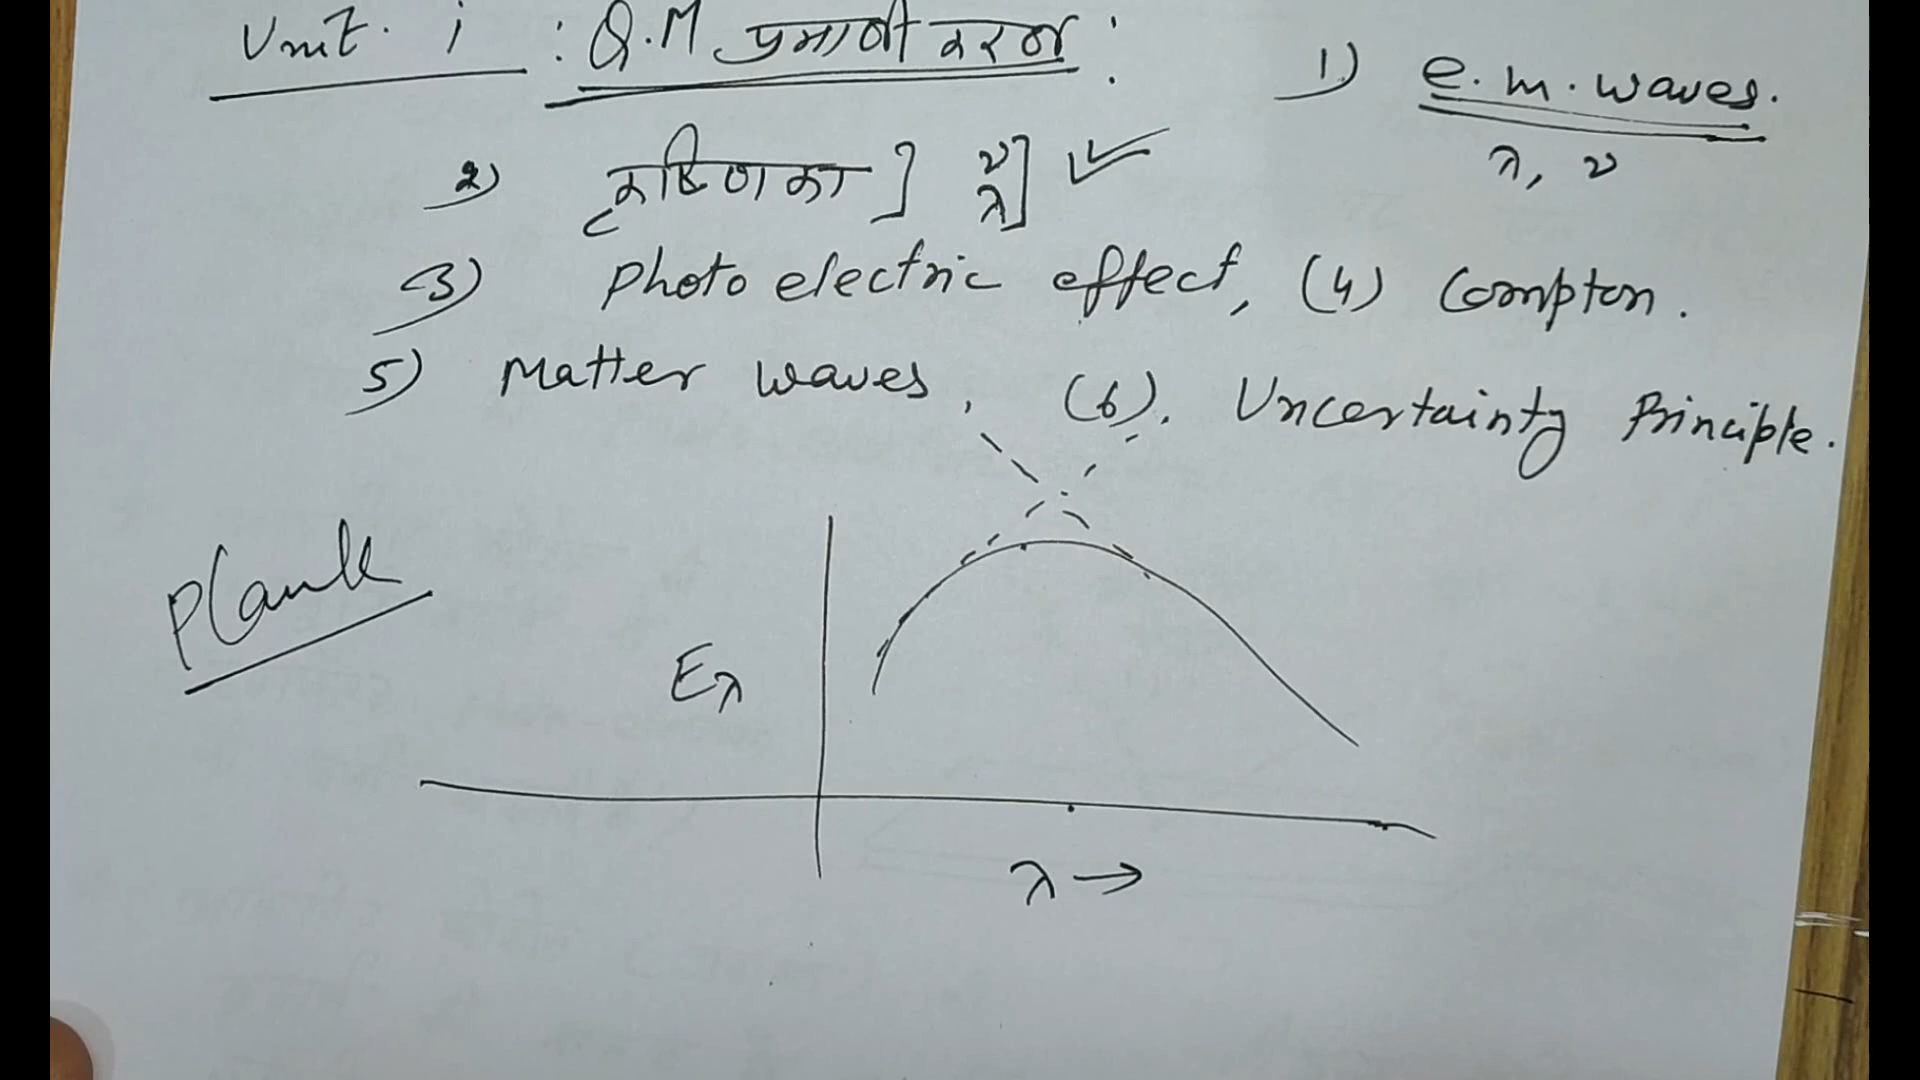 Unit. i : Q.M प्रमात्रीकरण :
1) e.m.waves.
λ, ν
2) कृष्णिका ] ν λ ]
(3) Photo electric effect, (4) Compton.
5) Matter waves, (6). Uncertainty Principle.
Plank
Eλ
λ →